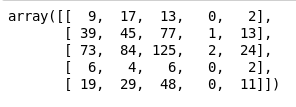 array([[  9,  17,  13,   0,   2],
       [ 39,  45,  77,   1,  13],
       [ 73,  84, 125,   2,  24],
       [  6,   4,   6,   0,   2],
       [ 19,  29,  48,   0,  11]])